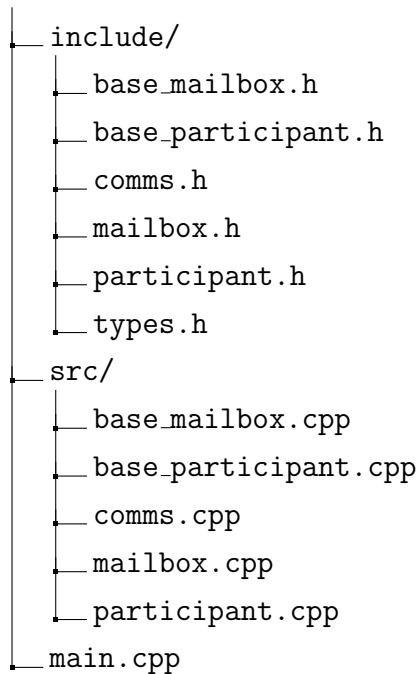 include/
base_mailbox.h
base_participant.h
comms.h
mailbox.h
participant.h
types.h
src/
base_mailbox.cpp
base_participant.cpp
comms.cpp
mailbox.cpp
participant.cpp
main.cpp